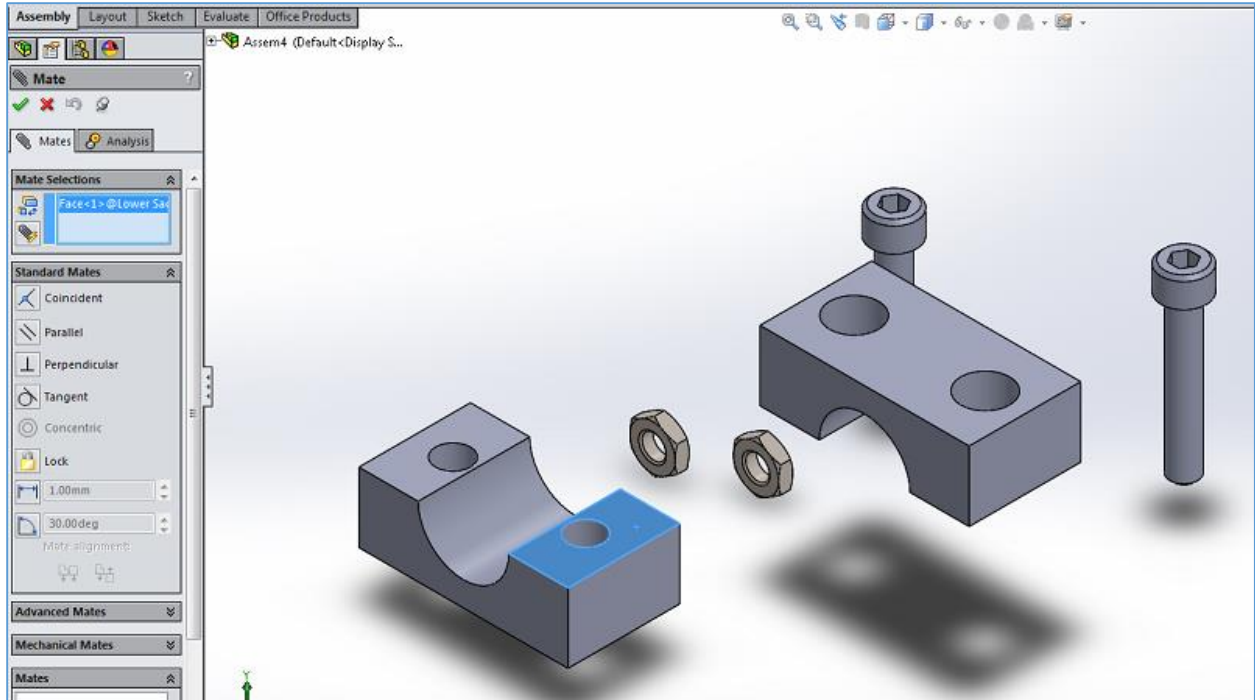 Assembly Layout Sketch Evaluate Office Products
Assem4 (Default<Display S...
Mate ?
Mates Analysis
Mate Selections
Face<1>@Lower Sad
Standard Mates
Coincident
Parallel
Perpendicular
Tangent
Concentric
Lock
1.00mm
30.00deg
Mate alignment:
Advanced Mates
Mechanical Mates
Mates
Y